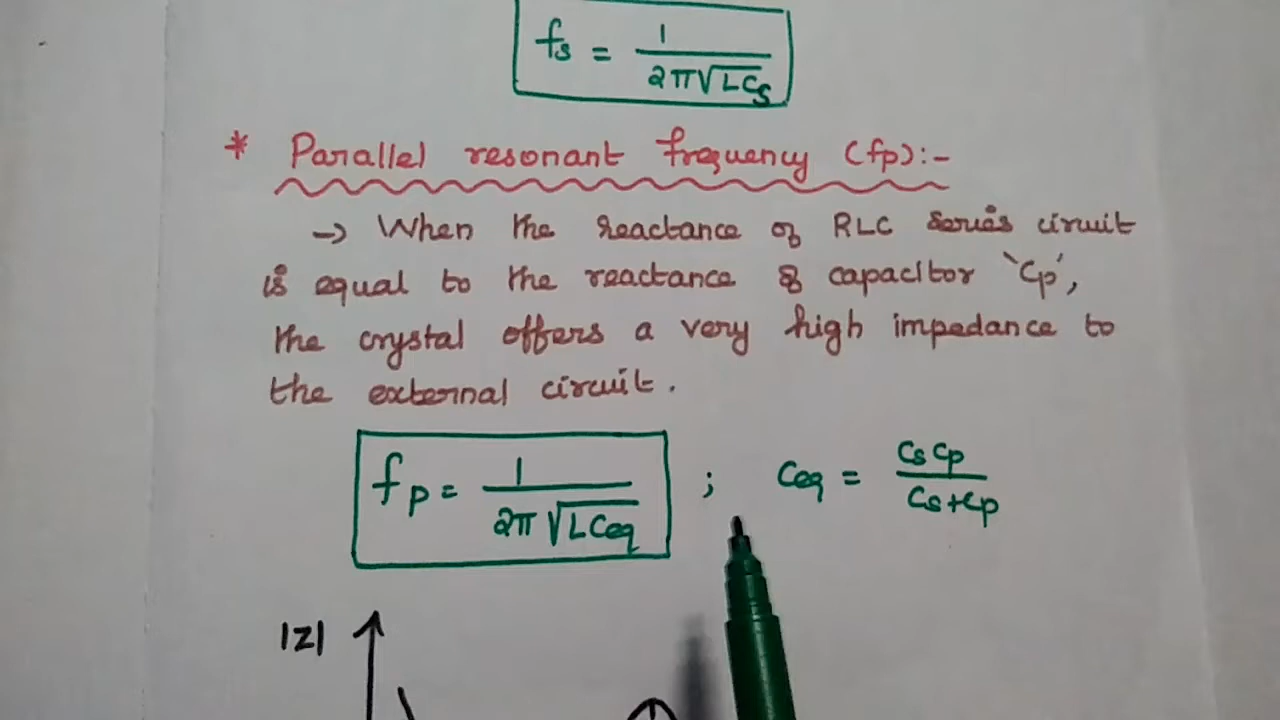 fs = 1 / 2π√LCs
* Parallel resonant frequency (fp):-
→ When the reactance of RLC series circuit
is equal to the reactance of capacitor `Cp',
the crystal offers a very high impedance to
the external circuit.
fp = 1 / 2π√LCeq ; Ceq = CsCp / Cs+Cp
|Z|